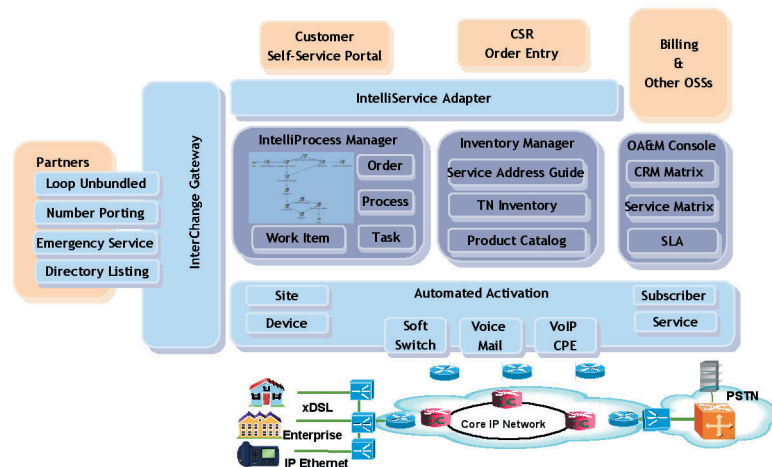 Customer
Self-Service Portal
CSR
Order Entry
Billing
&
Other OSSs
IntelliService Adapter
InterChange Gateway
Partners
Loop Unbundled
Number Porting
Emergency Service
Directory Listing
IntelliProcess Manager
Order
Process
Work Item
Task
Inventory Manager
Service Address Guide
TN Inventory
Product Catalog
OA&M Console
CRM Matrix
Service Matrix
SLA
Automated Activation
Site
Device
Soft
Switch
Voice
Mail
VoIP
CPE
Subscriber
Service
xDSL
Enterprise
IP Ethernet
Core IP Network
PSTN